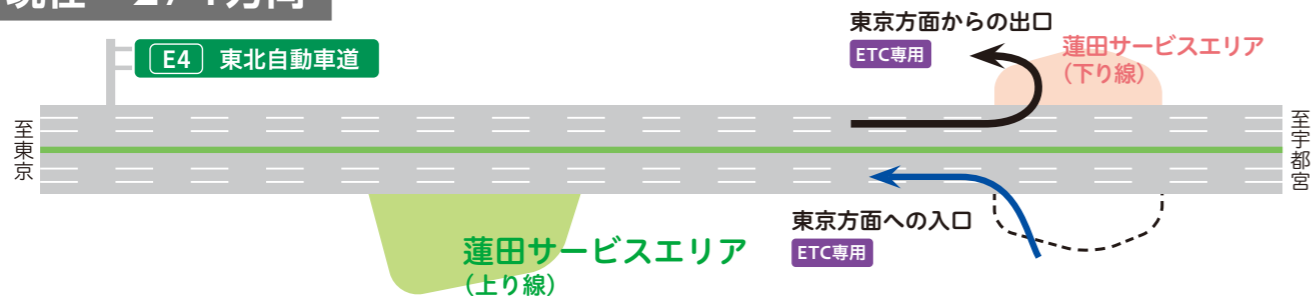 E4 東北自動車道
東京方面からの出口
ETC専用
蓮田サービスエリア
(下り線)
至東京
至宇都宮
東京方面への入口
ETC専用
蓮田サービスエリア
(上り線)